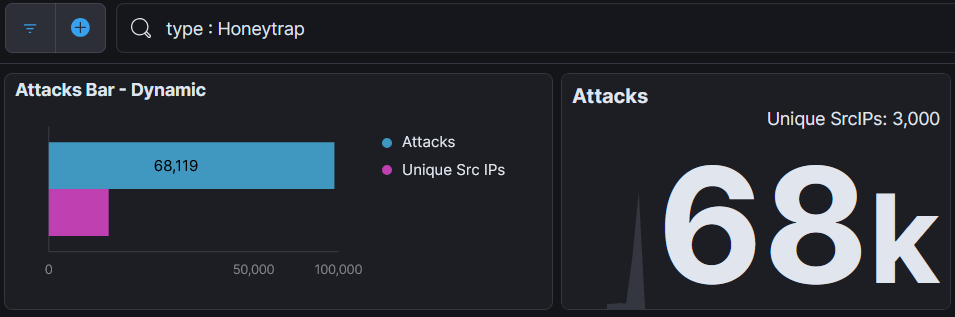 type : Honeytrap
Attacks Bar - Dynamic
68,119
Attacks
Unique Src IPs
0 50,000 100,000
Attacks
Unique SrcIPs: 3,000
68k